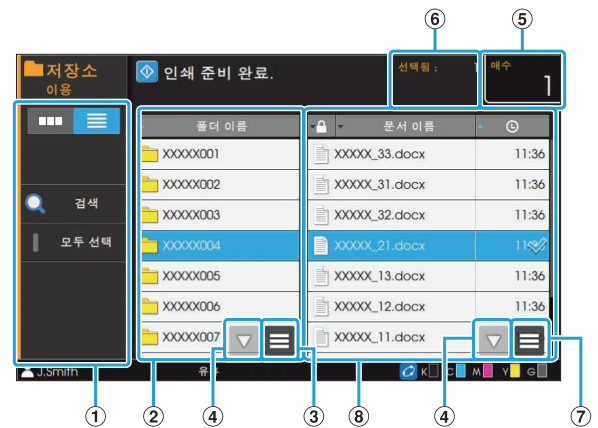 ⑥ ⑤
저장소
이용
인쇄 준비 완료.
선택됨 : 1
매수
1
폴더 이름
문서 이름
XXXXX001
XXXXX_33.docx 11:36
XXXXX002
XXXXX_31.docx 11:36
검색
XXXXX003
XXXXX_32.docx 11:36
모두 선택
XXXXX004
XXXXX_21.docx 11:36
XXXXX005
XXXXX_13.docx 11:36
XXXXX006
XXXXX_12.docx 11:36
XXXXX007
XXXXX_11.docx
J.Smith
K C M Y G
① ② ④ ③ ⑧ ④ ⑦